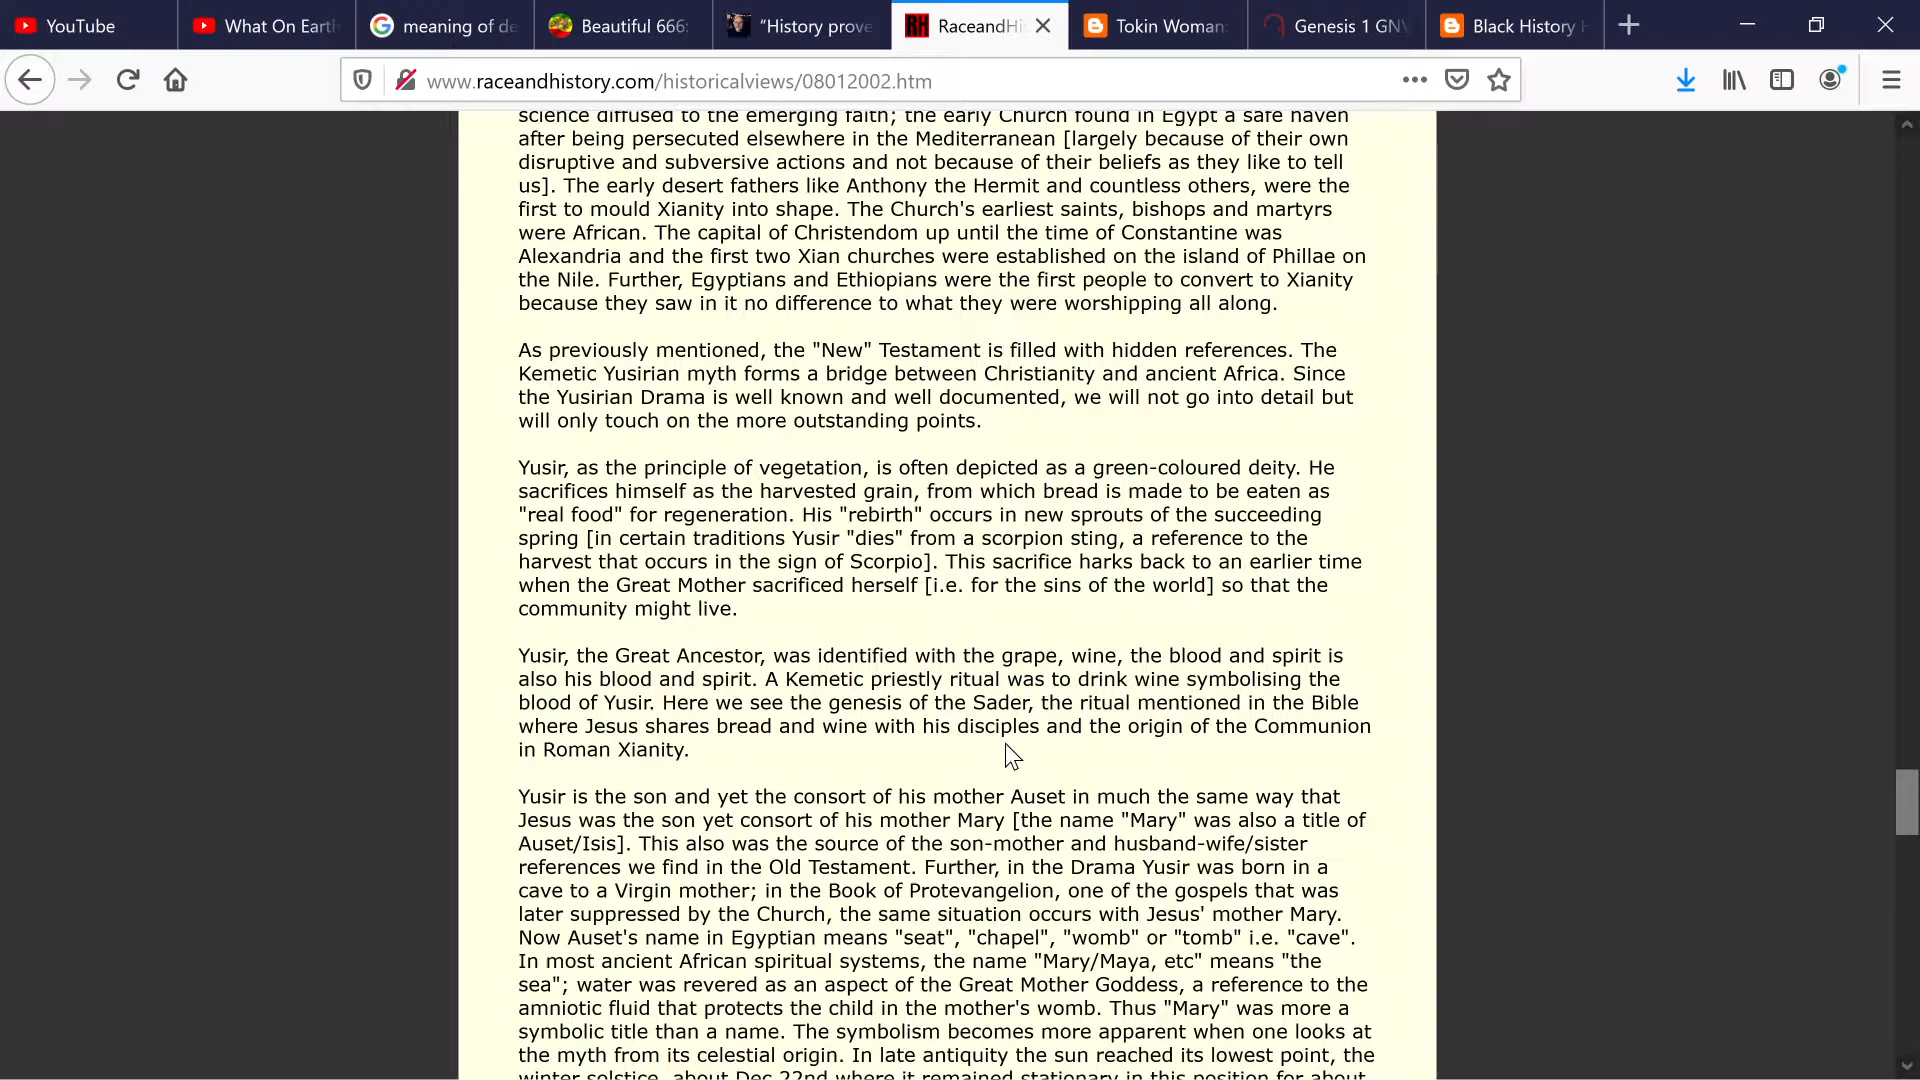 YouTube
What On Earth
meaning of de
Beautiful 666:
"History prove
RaceandHi
Tokin Woman:
Genesis 1 GNV
Black History H
www.raceandhistory.com/historicalviews/08012002.htm
science diffused to the emerging faith; the early Church found in Egypt a safe haven
after being persecuted elsewhere in the Mediterranean [largely because of their own
disruptive and subversive actions and not because of their beliefs as they like to tell
us]. The early desert fathers like Anthony the Hermit and countless others, were the
first to mould Xianity into shape. The Church's earliest saints, bishops and martyrs
were African. The capital of Christendom up until the time of Constantine was
Alexandria and the first two Xian churches were established on the island of Phillae on
the Nile. Further, Egyptians and Ethiopians were the first people to convert to Xianity
because they saw in it no difference to what they were worshipping all along.
As previously mentioned, the "New" Testament is filled with hidden references. The
Kemetic Yusirian myth forms a bridge between Christianity and ancient Africa. Since
the Yusirian Drama is well known and well documented, we will not go into detail but
will only touch on the more outstanding points.
Yusir, as the principle of vegetation, is often depicted as a green-coloured deity. He
sacrifices himself as the harvested grain, from which bread is made to be eaten as
"real food" for regeneration. His "rebirth" occurs in new sprouts of the succeeding
spring [in certain traditions Yusir "dies" from a scorpion sting, a reference to the
harvest that occurs in the sign of Scorpio]. This sacrifice harks back to an earlier time
when the Great Mother sacrificed herself [i.e. for the sins of the world] so that the
community might live.
Yusir, the Great Ancestor, was identified with the grape, wine, the blood and spirit is
also his blood and spirit. A Kemetic priestly ritual was to drink wine symbolising the
blood of Yusir. Here we see the genesis of the Sader, the ritual mentioned in the Bible
where Jesus shares bread and wine with his disciples and the origin of the Communion
in Roman Xianity.
Yusir is the son and yet the consort of his mother Auset in much the same way that
Jesus was the son yet consort of his mother Mary [the name "Mary" was also a title of
Auset/Isis]. This also was the source of the son-mother and husband-wife/sister
references we find in the Old Testament. Further, in the Drama Yusir was born in a
cave to a Virgin mother; in the Book of Protevangelion, one of the gospels that was
later suppressed by the Church, the same situation occurs with Jesus' mother Mary.
Now Auset's name in Egyptian means "seat", "chapel", "womb" or "tomb" i.e. "cave".
In most ancient African spiritual systems, the name "Mary/Maya, etc" means "the
sea"; water was revered as an aspect of the Great Mother Goddess, a reference to the
amniotic fluid that protects the child in the mother's womb. Thus "Mary" was more a
symbolic title than a name. The symbolism becomes more apparent when one looks at
the myth from its celestial origin. In late antiquity the sun reached its lowest point, the
winter solstice, about Dec 22nd where it remained stationary in this position for about